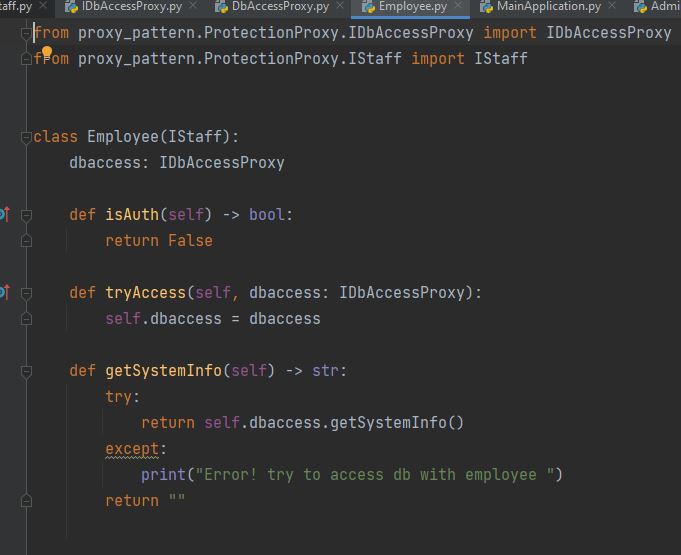 taff.py IDbAccessProxy.py DbAccessProxy.py Employee.py MainApplication.py Admi
from proxy_pattern.ProtectionProxy.IDbAccessProxy import IDbAccessProxy
from proxy_pattern.ProtectionProxy.IStaff import IStaff
class Employee(IStaff):
dbaccess: IDbAccessProxy
def isAuth(self) -> bool:
return False
def tryAccess(self, dbaccess: IDbAccessProxy):
self.dbaccess = dbaccess
def getSystemInfo(self) -> str:
try:
return self.dbaccess.getSystemInfo()
except:
print("Error! try to access db with employee ")
return ""